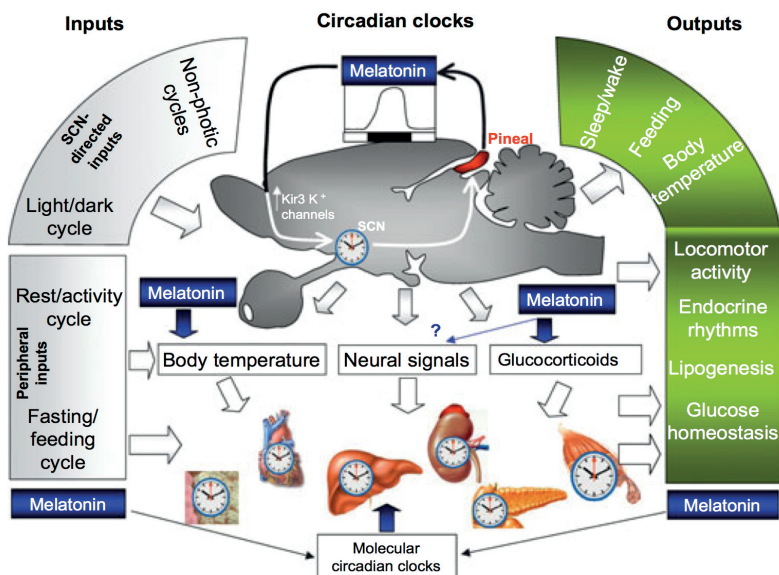 Inputs
Circadian clocks
Outputs
SCN-
directed
inputs
Non-photic
cycles
Light/dark
cycle
Melatonin
Pineal
Kir3 K+
channels
SCN
Sleep/wake
Feeding
Body
temperature
Peripheral
inputs
Rest/activity
cycle
Fasting/
feeding
cycle
Melatonin
Melatonin
?
Body temperature
Neural signals
Glucocorticoids
Locomotor
activity
Endocrine
rhythms
Lipogenesis
Glucose
homeostasis
Melatonin
Melatonin
Molecular
circadian clocks